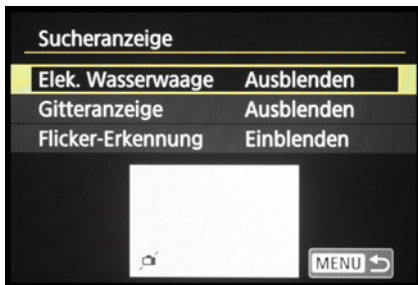 Sucheranzeige
Elek. Wasserwaage Ausblenden
Gitteranzeige Ausblenden
Flicker-Erkennung Einblenden
MENU